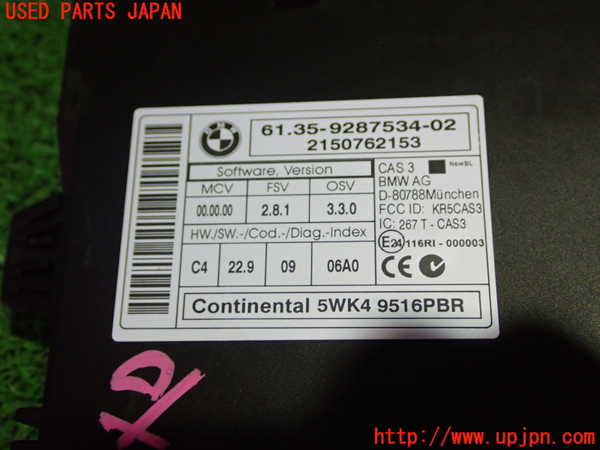 USED PARTS JAPAN
BMW
61.35-9287534-02
2150762153
Software, Version
MCV FSV OSV
00.00.00 2.8.1 3.3.0
HW./SW.-/Cod.-/Diag.-Index
C4 22.9 09 06A0
CAS 3 NewBL
BMW AG
D-80788München
FCC ID: KR5CAS3
IC: 267 T - CAS3
E24 116RI - 000003
CE
Continental 5WK4 9516PBR
http://www.upjpn.com/